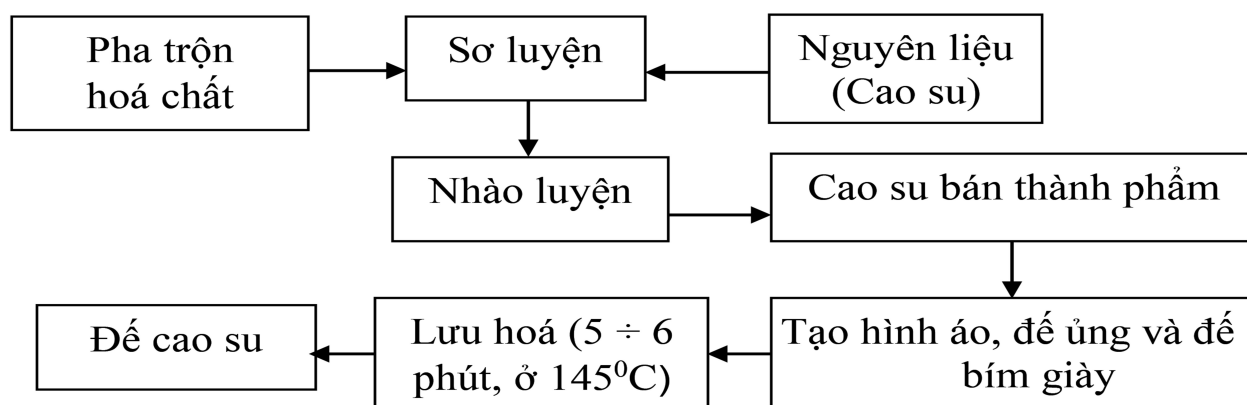 Pha trộn
hoá chất
Sơ luyện
Nguyên liệu
(Cao su)
Nhào luyện
Cao su bán thành phẩm
Tạo hình áo, đế ủng và đế
bím giày
Lưu hoá (5 ÷ 6
phút, ở 145⁰C)
Đế cao su